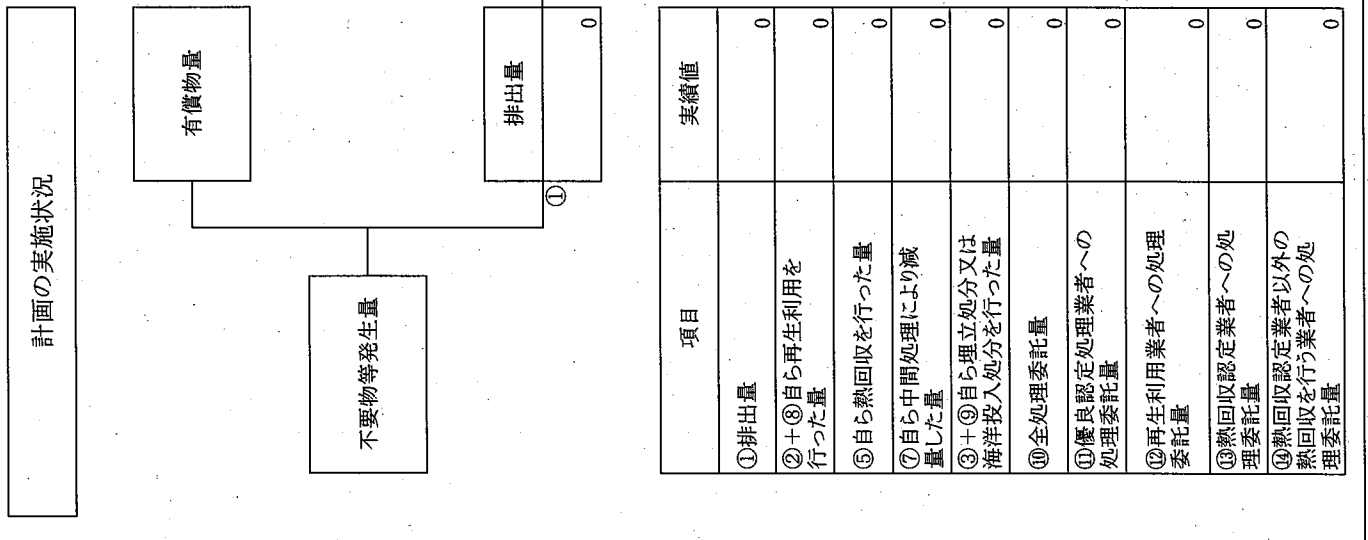 計画の実施状況
有償物量
不要物等発生量
排出量
①
0
項目
実績値
①排出量
0
②+⑧自ら再生利用を
行った量
0
⑤自ら熱回収を行った量
0
⑦自ら中間処理により減
量した量
0
③+⑨自ら埋立処分又は
海洋投入処分を行った量
0
⑩全処理委託量
0
⑪優良認定処理業者への
処理委託量
0
⑫再生利用業者への処理
委託量
0
⑬熱回収認定業者への処
理委託量
0
⑭熱回収認定業者以外の
熱回収を行う業者への処
理委託量
0